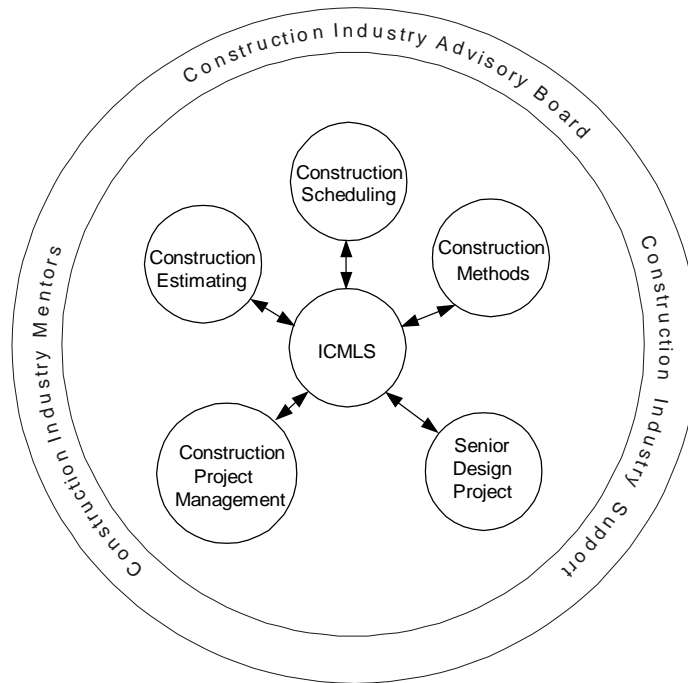 Construction Industry Advisory Board
Construction
Scheduling
Construction
Estimating
Construction
Methods
ICMLS
Construction
Project
Management
Senior
Design
Project
Construction Industry Mentors
Construction Industry Support